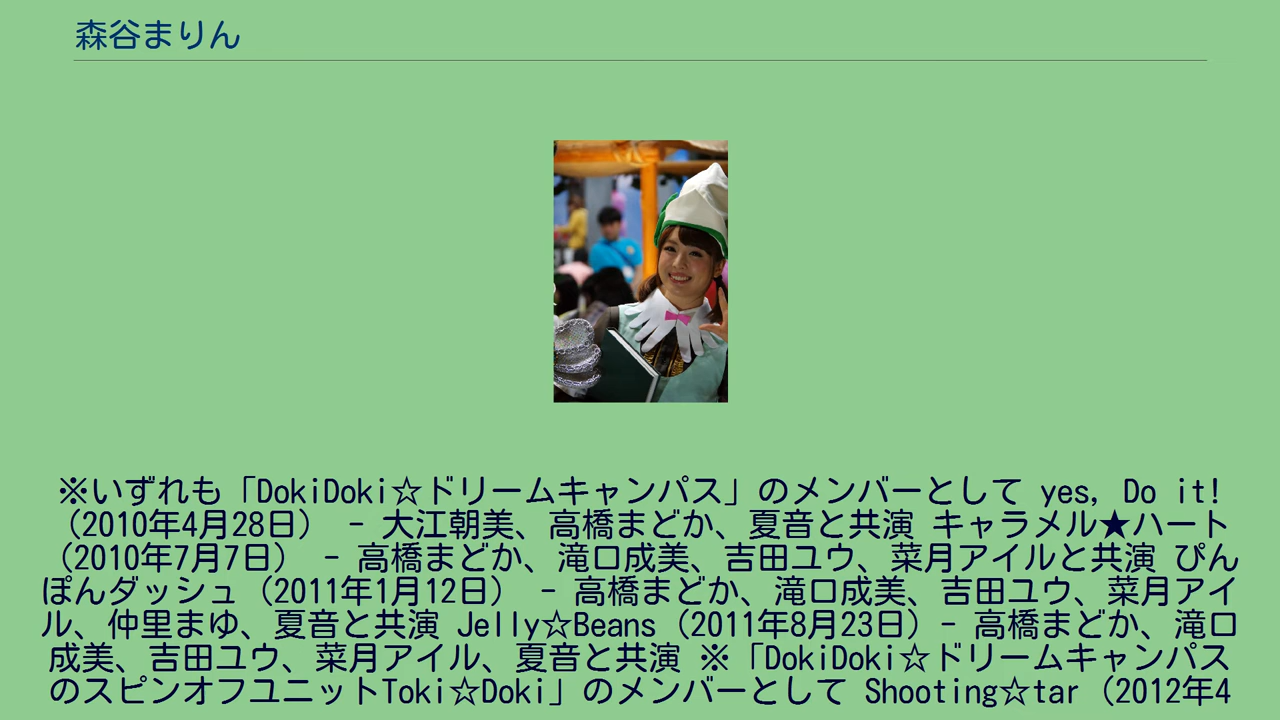 森谷まりん
※いずれも「DokiDoki☆ドリームキャンパス」のメンバーとして yes, Do it!
（2010年4月28日） - 大江朝美、高橋まどか、夏音と共演 キャラメル★ハート
（2010年7月7日） - 高橋まどか、滝口成美、吉田ユウ、菜月アイルと共演 ぴん
ぽんダッシュ（2011年1月12日） - 高橋まどか、滝口成美、吉田ユウ、菜月アイ
ル、仲里まゆ、夏音と共演 Jelly☆Beans（2011年8月23日）- 高橋まどか、滝口
成美、吉田ユウ、菜月アイル、夏音と共演 ※「DokiDoki☆ドリームキャンパス
のスピンオフユニットToki☆Doki」のメンバーとして Shooting☆tar（2012年4